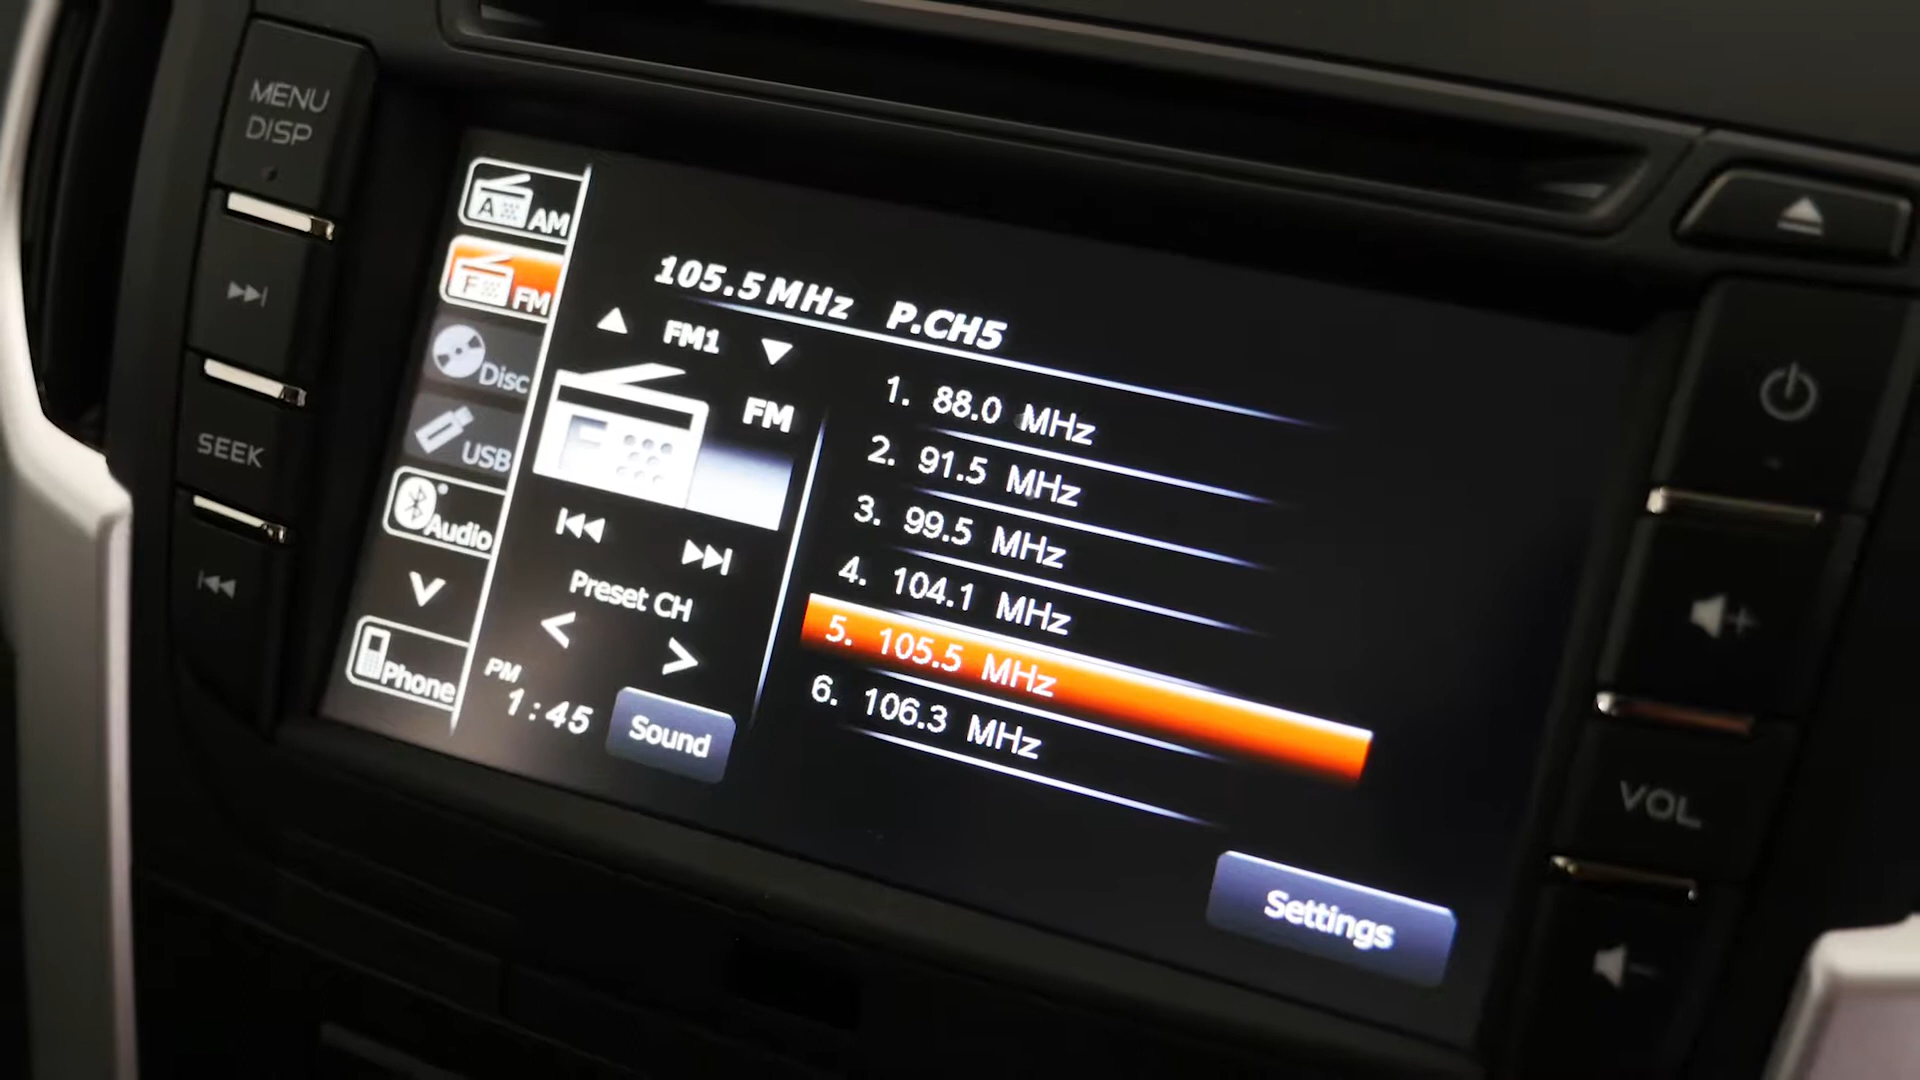 MENU
DISP
SEEK
A AM
F FM
Disc
USB
Audio
Phone
105.5 MHz P.CH5
FM1
FM
F
Preset CH
PM
1:45
Sound
1. 88.0 MHz
2. 91.5 MHz
3. 99.5 MHz
4. 104.1 MHz
5. 105.5 MHz
6. 106.3 MHz
Settings
VOL